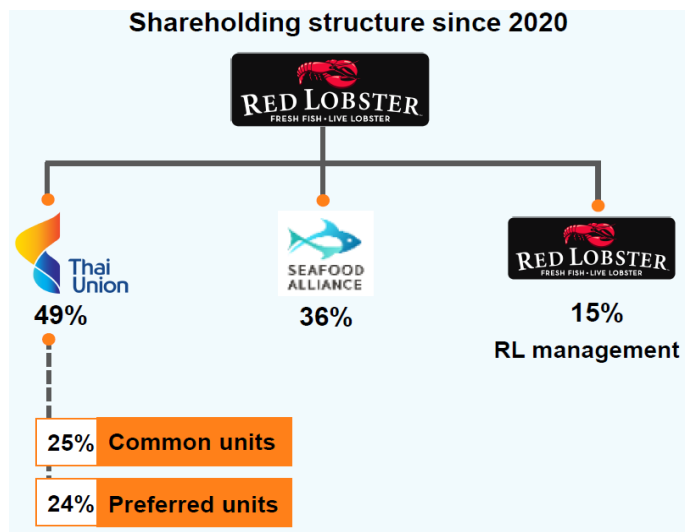 Shareholding structure since 2020
RED LOBSTER
FRESH FISH • LIVE LOBSTER
Thai
Union
49%
SEAFOOD
ALLIANCE
36%
RED LOBSTER
FRESH FISH • LIVE LOBSTER
15%
RL management
25% Common units
24% Preferred units